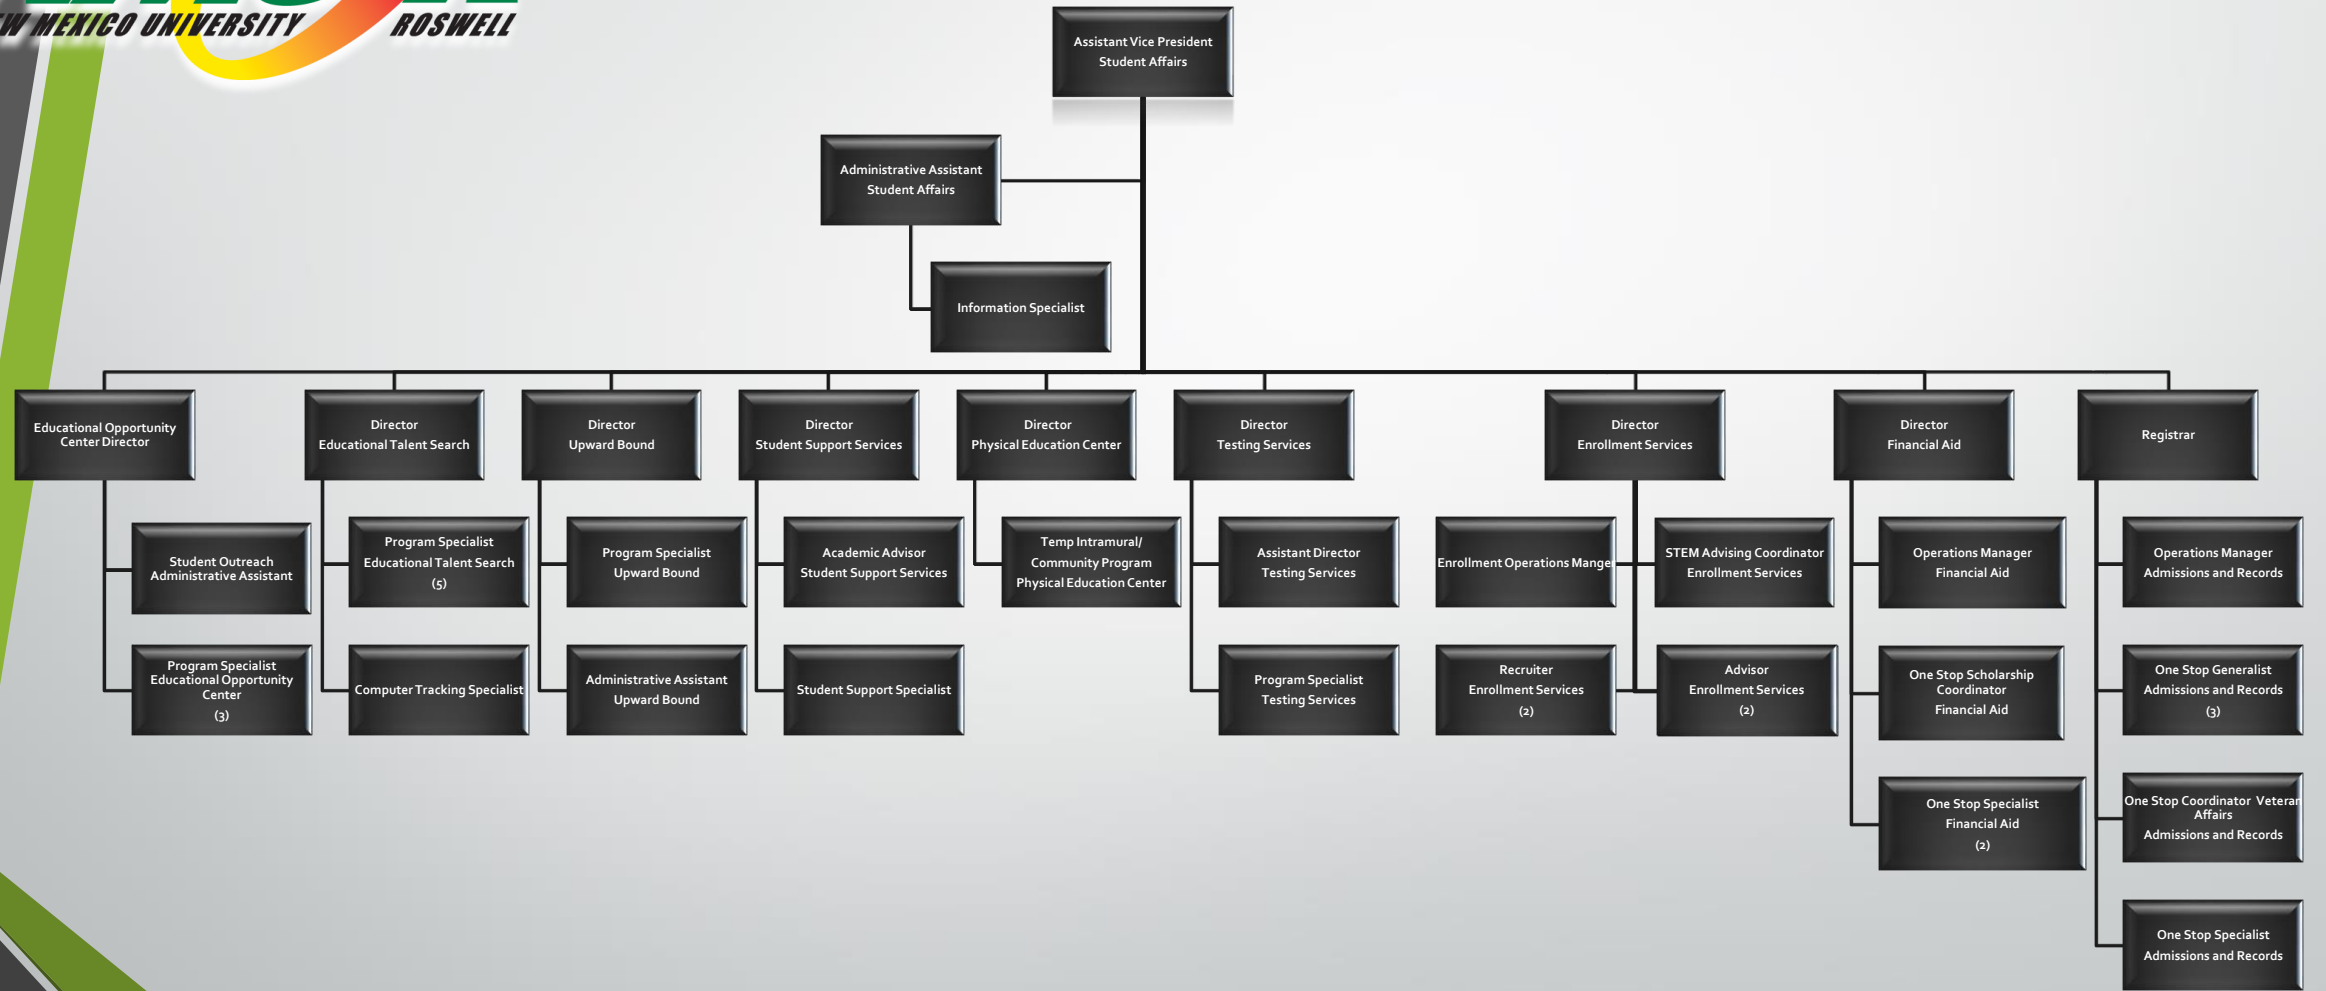 NEW MEXICO UNIVERSITY ROSWELL
Assistant Vice President
Student Affairs
Administrative Assistant
Student Affairs
Information Specialist
Educational Opportunity
Center Director
Student Outreach
Administrative Assistant
Program Specialist
Educational Opportunity
Center
(3)
Director
Educational Talent Search
Program Specialist
Educational Talent Search
(5)
Computer Tracking Specialist
Director
Upward Bound
Program Specialist
Upward Bound
Administrative Assistant
Upward Bound
Director
Student Support Services
Academic Advisor
Student Support Services
Student Support Specialist
Director
Physical Education Center
Temp Intramural/
Community Program
Physical Education Center
Director
Testing Services
Assistant Director
Testing Services
Program Specialist
Testing Services
Director
Enrollment Services
Enrollment Operations Manger
STEM Advising Coordinator
Enrollment Services
Recruiter
Enrollment Services
(2)
Advisor
Enrollment Services
(2)
Director
Financial Aid
Operations Manager
Financial Aid
One Stop Scholarship
Coordinator
Financial Aid
One Stop Specialist
Financial Aid
(2)
Registrar
Operations Manager
Admissions and Records
One Stop Generalist
Admissions and Records
(3)
One Stop Coordinator Veteran
Affairs
Admissions and Records
One Stop Specialist
Admissions and Records